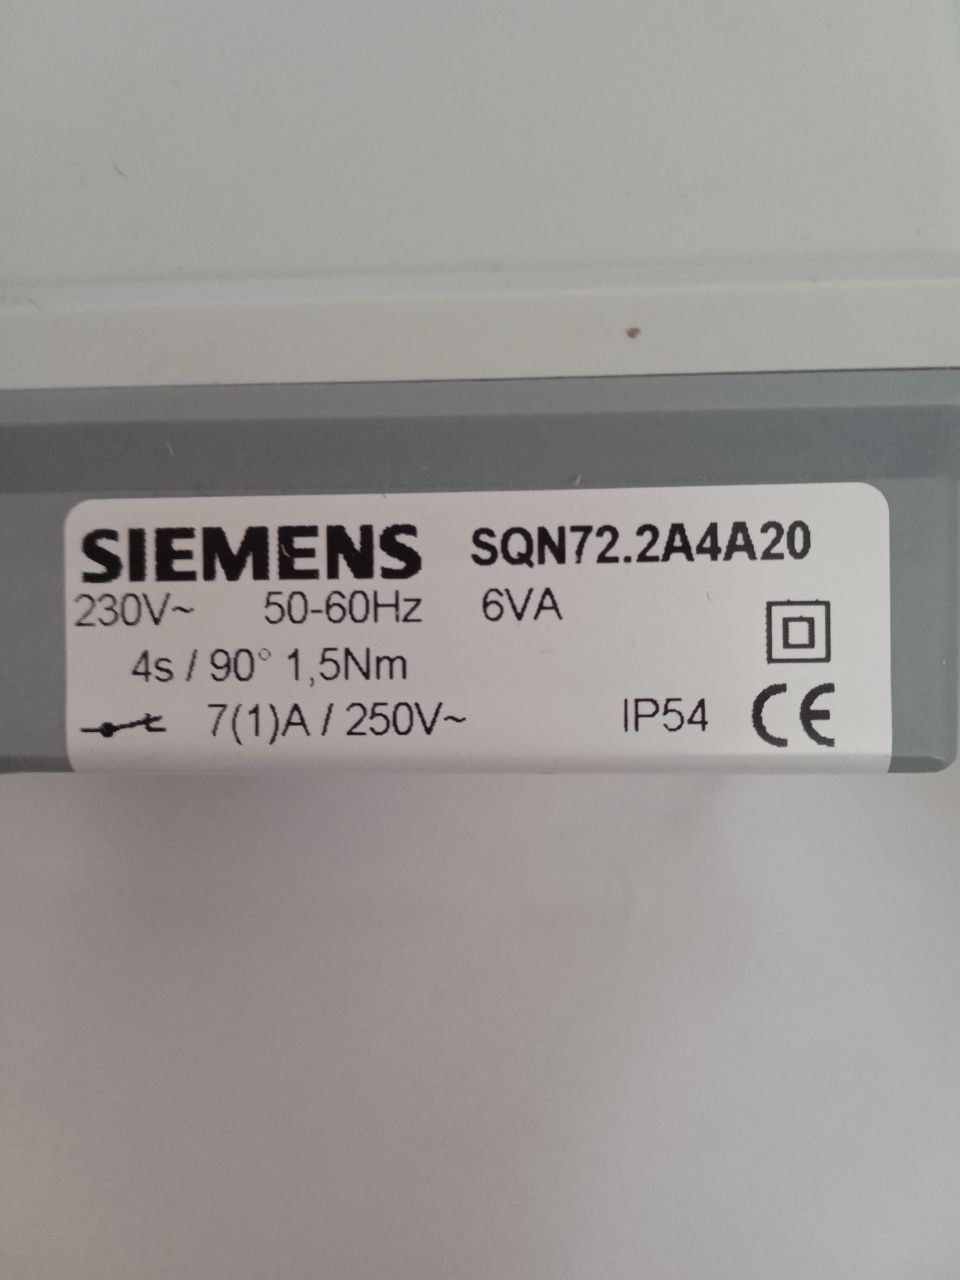 SIEMENS SQN72.2A4A20
230V~ 50-60Hz 6VA
4s / 90° 1,5Nm
7(1)A / 250V~ IP54 CE